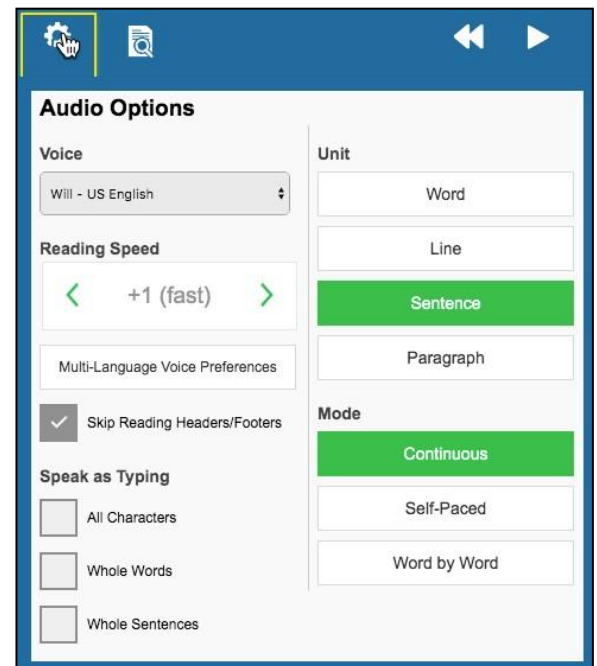 Audio Options
Voice
Will - US English
Reading Speed
+1 (fast)
Multi-Language Voice Preferences
Skip Reading Headers/Footers
Speak as Typing
All Characters
Whole Words
Whole Sentences
Unit
Word
Line
Sentence
Paragraph
Mode
Continuous
Self-Paced
Word by Word